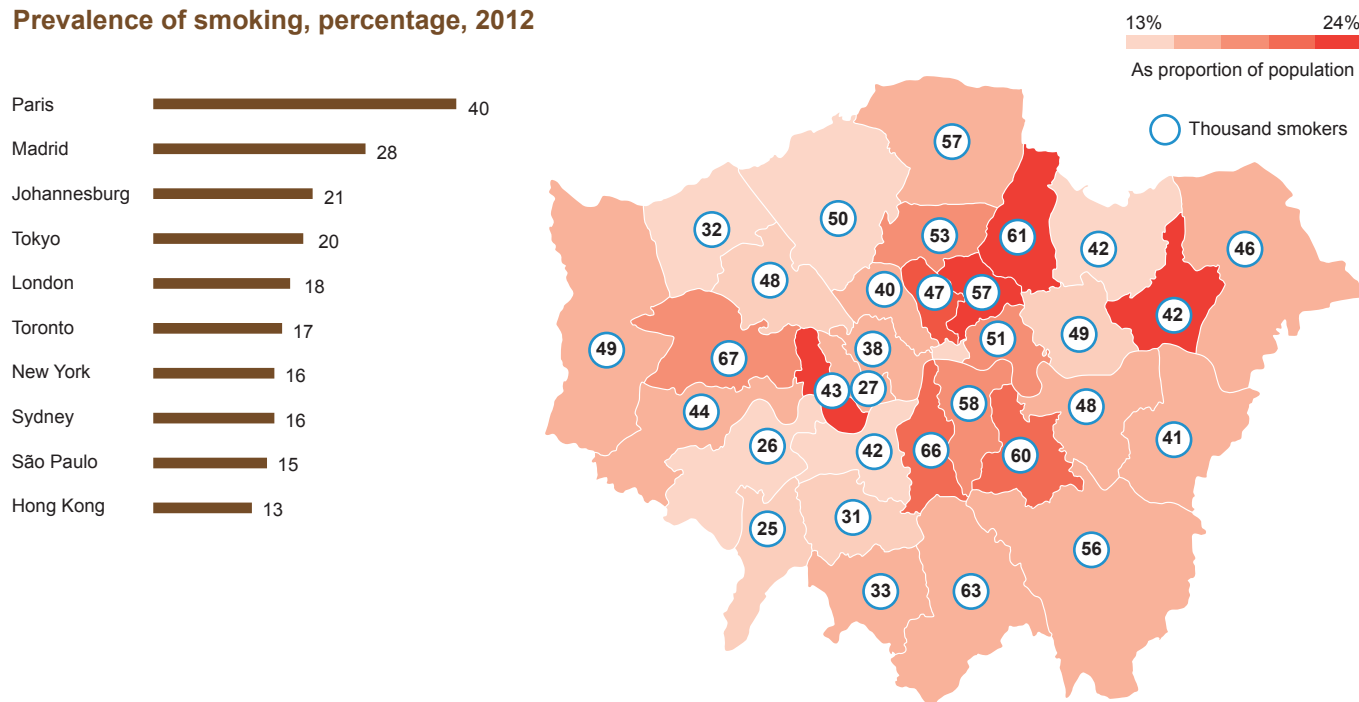 Prevalence of smoking, percentage, 2012
13% 24%
As proportion of population
Thousand smokers
Paris 40
Madrid 28
Johannesburg 21
Tokyo 20
London 18
Toronto 17
New York 16
Sydney 16
São Paulo 15
Hong Kong 13
57
50
32
53
61
42
46
48
40
47
57
42
49
51
49
38
67
43
27
58
48
44
41
26
42
66
60
25
31
56
33
63